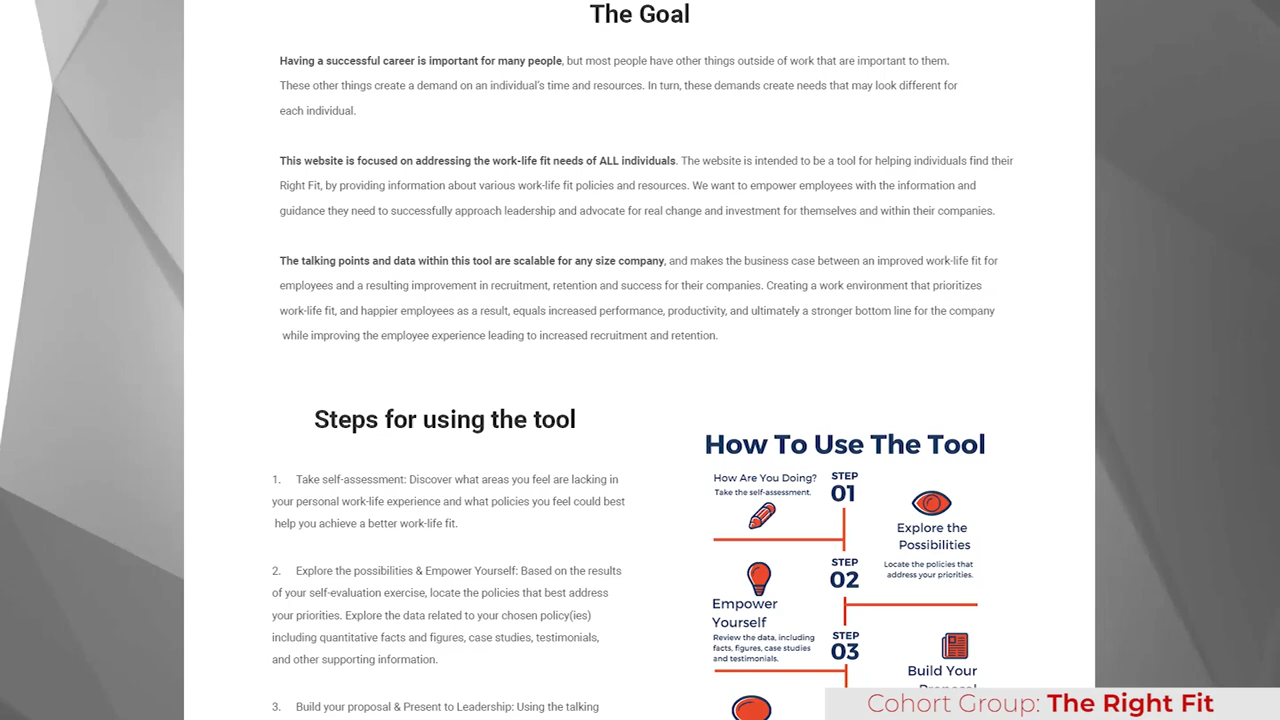 The Goal
Having a successful career is important for many people, but most people have other things outside of work that are important to them.
These other things create a demand on an individual's time and resources. In turn, these demands create needs that may look different for
each individual.
This website is focused on addressing the work-life fit needs of ALL individuals. The website is intended to be a tool for helping individuals find their
Right Fit, by providing information about various work-life fit policies and resources. We want to empower employees with the information and
guidance they need to successfully approach leadership and advocate for real change and investment for themselves and within their companies.
The talking points and data within this tool are scalable for any size company, and makes the business case between an improved work-life fit for
employees and a resulting improvement in recruitment, retention and success for their companies. Creating a work environment that prioritizes
work-life fit, and happier employees as a result, equals increased performance, productivity, and ultimately a stronger bottom line for the company
while improving the employee experience leading to increased recruitment and retention.
Steps for using the tool
1. Take self-assessment: Discover what areas you feel are lacking in
your personal work-life experience and what policies you feel could best
help you achieve a better work-life fit.
2. Explore the possibilities & Empower Yourself: Based on the results
of your self-evaluation exercise, locate the policies that best address
your priorities. Explore the data related to your chosen policy(ies)
including quantitative facts and figures, case studies, testimonials,
and other supporting information.
3. Build your proposal & Present to Leadership: Using the talking
How To Use The Tool
How Are You Doing?
Take the self-assessment.
STEP
01
Explore the
Possibilities
Locate the policies that
address your priorities.
STEP
02
Empower
Yourself
Review the data, including
facts, figures, case studies
and testimonials.
STEP
03
Build Your
Cohort Group: The Right Fit